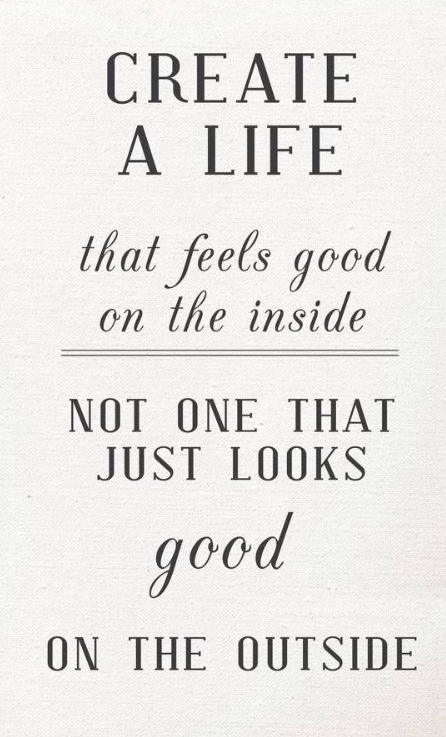 CREATE
A LIFE
that feels good
on the inside
NOT ONE THAT
JUST LOOKS
good
ON THE OUTSIDE